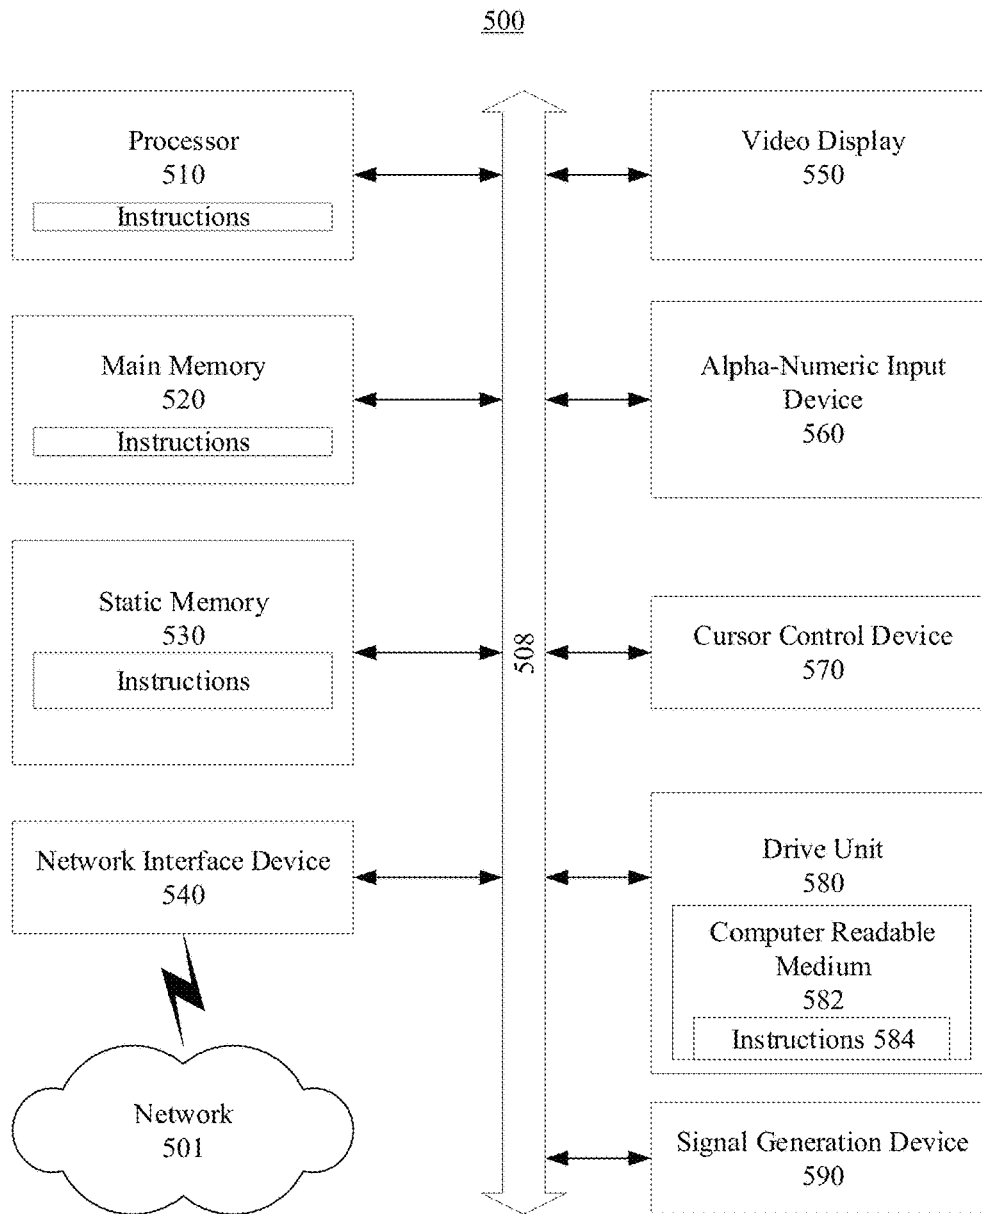 500
Processor
510
Instructions
Main Memory
520
Instructions
Static Memory
530
Instructions
Network Interface Device
540
Network
501
508
Video Display
550
Alpha-Numeric Input
Device
560
Cursor Control Device
570
Drive Unit
580
Computer Readable
Medium
582
Instructions 584
Signal Generation Device
590